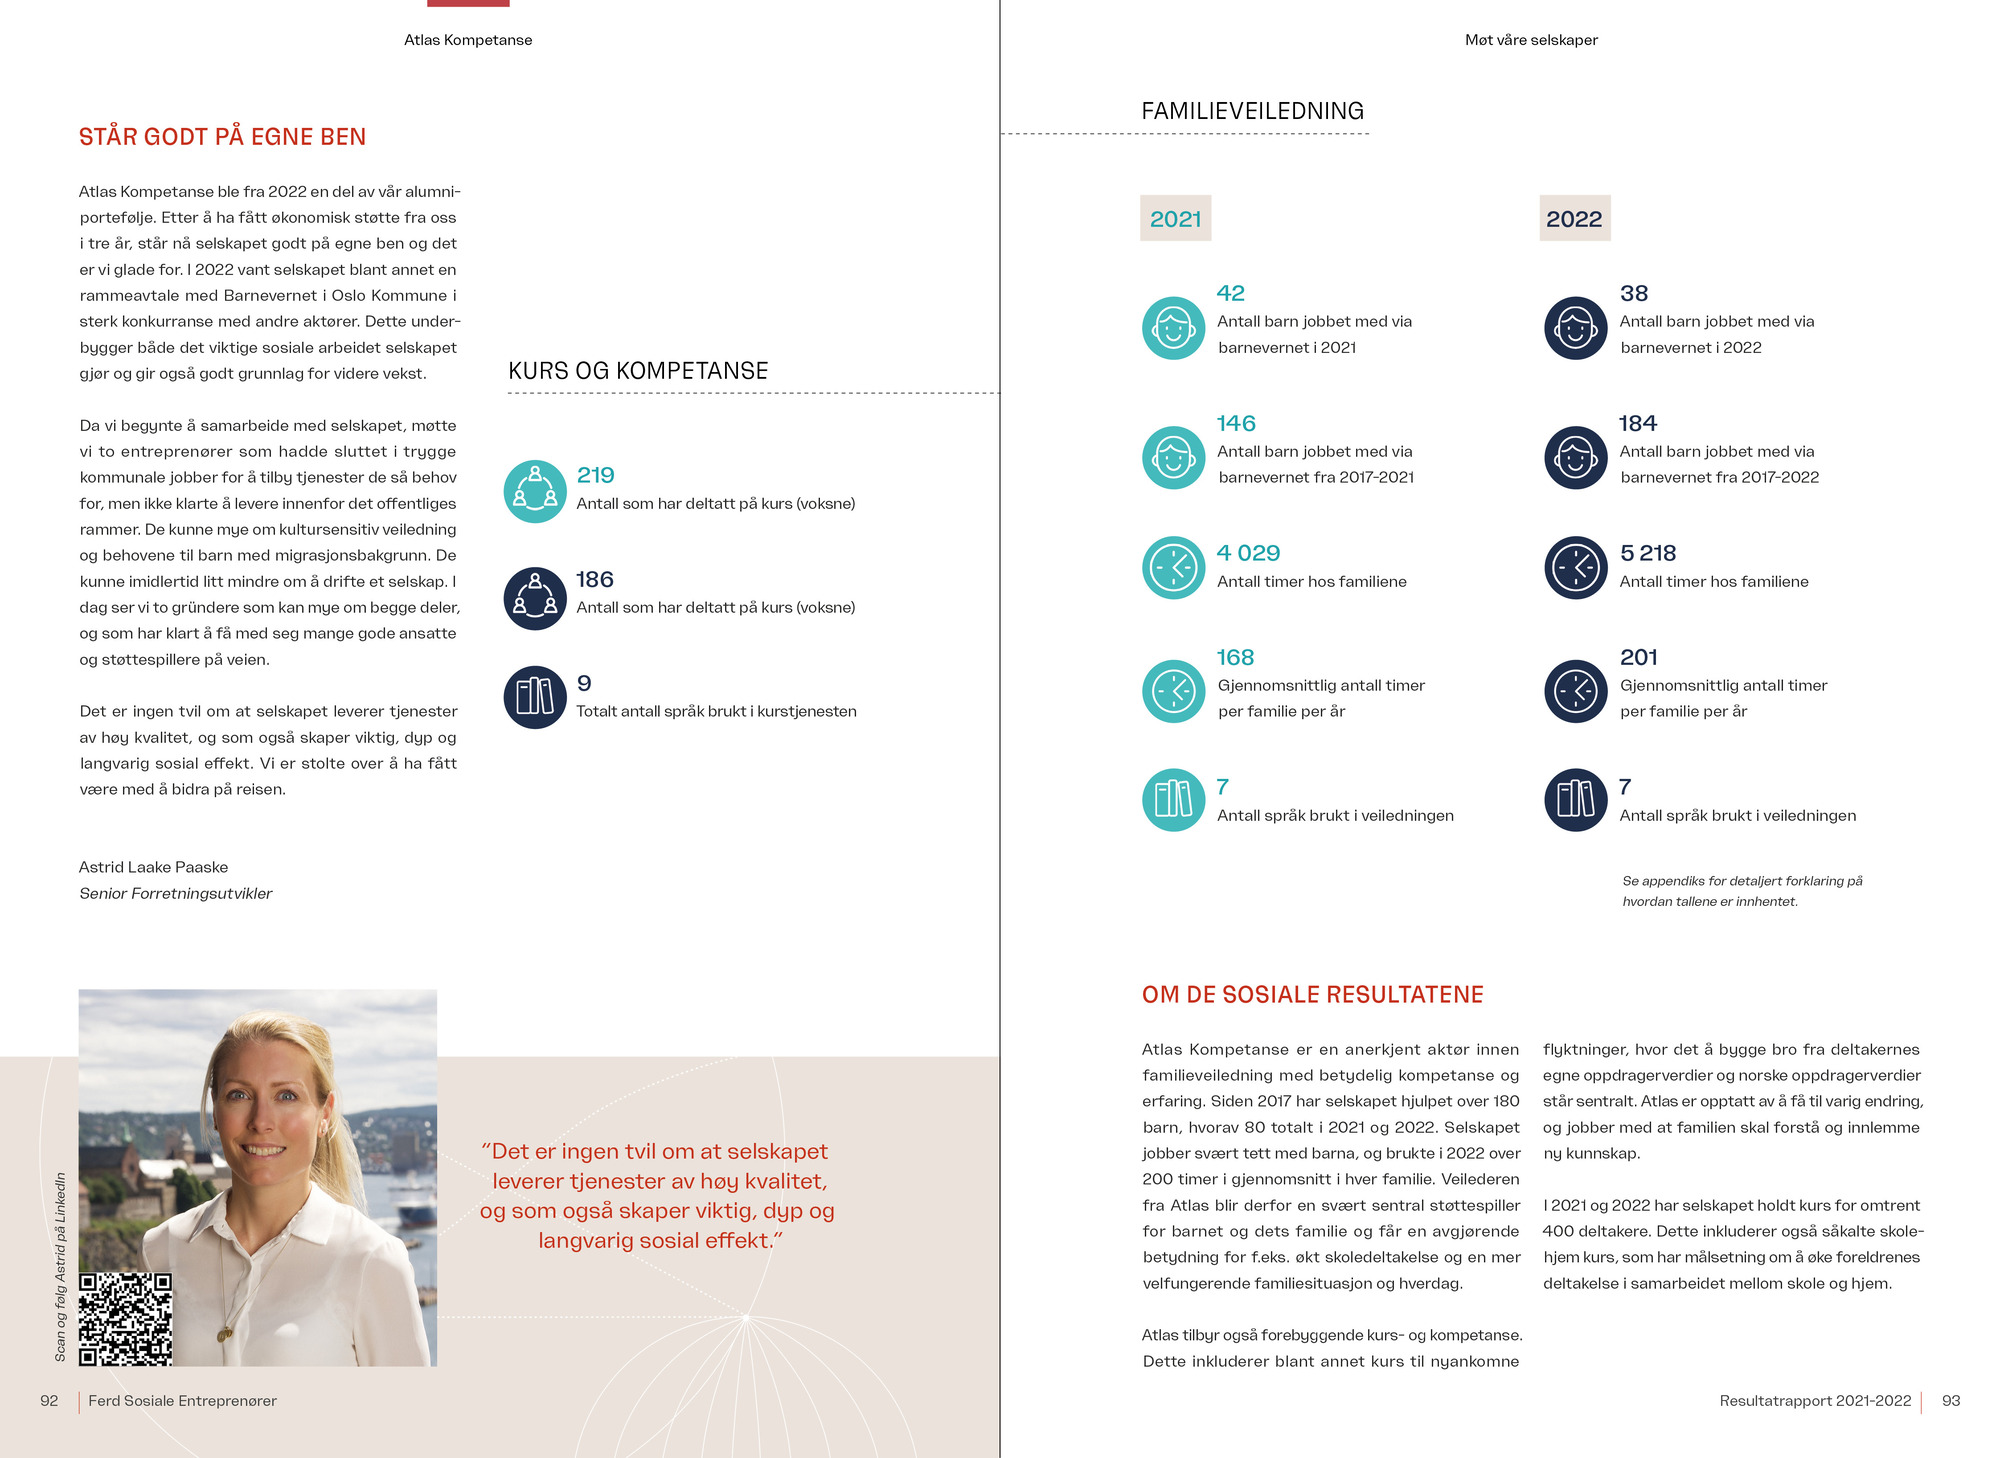 Atlas Kompetanse
STÅR GODT PÅ EGNE BEN
Atlas Kompetanse ble fra 2022 en del av vår alumni-
portefølje. Etter å ha fått økonomisk støtte fra oss
i tre år, står nå selskapet godt på egne ben og det
er vi glade for. I 2022 vant selskapet blant annet en
rammeavtale med Barnevernet i Oslo Kommune i
sterk konkurranse med andre aktører. Dette under-
bygger både det viktige sosiale arbeidet selskapet
gjør og gir også godt grunnlag for videre vekst.
Da vi begynte å samarbeide med selskapet, møtte
vi to entreprenører som hadde sluttet i trygge
kommunale jobber for å tilby tjenester de så behov
for, men ikke klarte å levere innenfor det offentliges
rammer. De kunne mye om kultursensitiv veiledning
og behovene til barn med migrasjonsbakgrunn. De
kunne imidlertid litt mindre om å drifte et selskap. I
dag ser vi to gründere som kan mye om begge deler,
og som har klart å få med seg mange gode ansatte
og støttespillere på veien.
Det er ingen tvil om at selskapet leverer tjenester
av høy kvalitet, og som også skaper viktig, dyp og
langvarig sosial effekt. Vi er stolte over å ha fått
være med å bidra på reisen.
Astrid Laake Paaske
Senior Forretningsutvikler
KURS OG KOMPETANSE
219
Antall som har deltatt på kurs (voksne)
186
Antall som har deltatt på kurs (voksne)
9
Totalt antall språk brukt i kurstjenesten
Scan og følg Astrid på LinkedIn
“Det er ingen tvil om at selskapet
leverer tjenester av høy kvalitet,
og som også skaper viktig, dyp og
langvarig sosial effekt.”
92
Ferd Sosiale Entreprenører
Møt våre selskaper
FAMILIEVEILEDNING
2021
42
Antall barn jobbet med via
barnevernet i 2021
146
Antall barn jobbet med via
barnevernet fra 2017-2021
4 029
Antall timer hos familiene
168
Gjennomsnittlig antall timer
per familie per år
7
Antall språk brukt i veiledningen
2022
38
Antall barn jobbet med via
barnevernet i 2022
184
Antall barn jobbet med via
barnevernet fra 2017-2022
5 218
Antall timer hos familiene
201
Gjennomsnittlig antall timer
per familie per år
7
Antall språk brukt i veiledningen
Se appendiks for detaljert forklaring på
hvordan tallene er innhentet.
OM DE SOSIALE RESULTATENE
Atlas Kompetanse er en anerkjent aktør innen
familieveiledning med betydelig kompetanse og
erfaring. Siden 2017 har selskapet hjulpet over 180
barn, hvorav 80 totalt i 2021 og 2022. Selskapet
jobber svært tett med barna, og brukte i 2022 over
200 timer i gjennomsnitt i hver familie. Veilederen
fra Atlas blir derfor en svært sentral støttespiller
for barnet og dets familie og får en avgjørende
betydning for f.eks. økt skoledeltakelse og en mer
velfungerende familiesituasjon og hverdag.
Atlas tilbyr også forebyggende kurs- og kompetanse.
Dette inkluderer blant annet kurs til nyankomne
flyktninger, hvor det å bygge bro fra deltakernes
egne oppdragerverdier og norske oppdragerverdier
står sentralt. Atlas er opptatt av å få til varig endring,
og jobber med at familien skal forstå og innlemme
ny kunnskap.
I 2021 og 2022 har selskapet holdt kurs for omtrent
400 deltakere. Dette inkluderer også såkalte skole-
hjem kurs, som har målsetning om å øke foreldrenes
deltakelse i samarbeidet mellom skole og hjem.
Resultatrapport 2021-2022
93